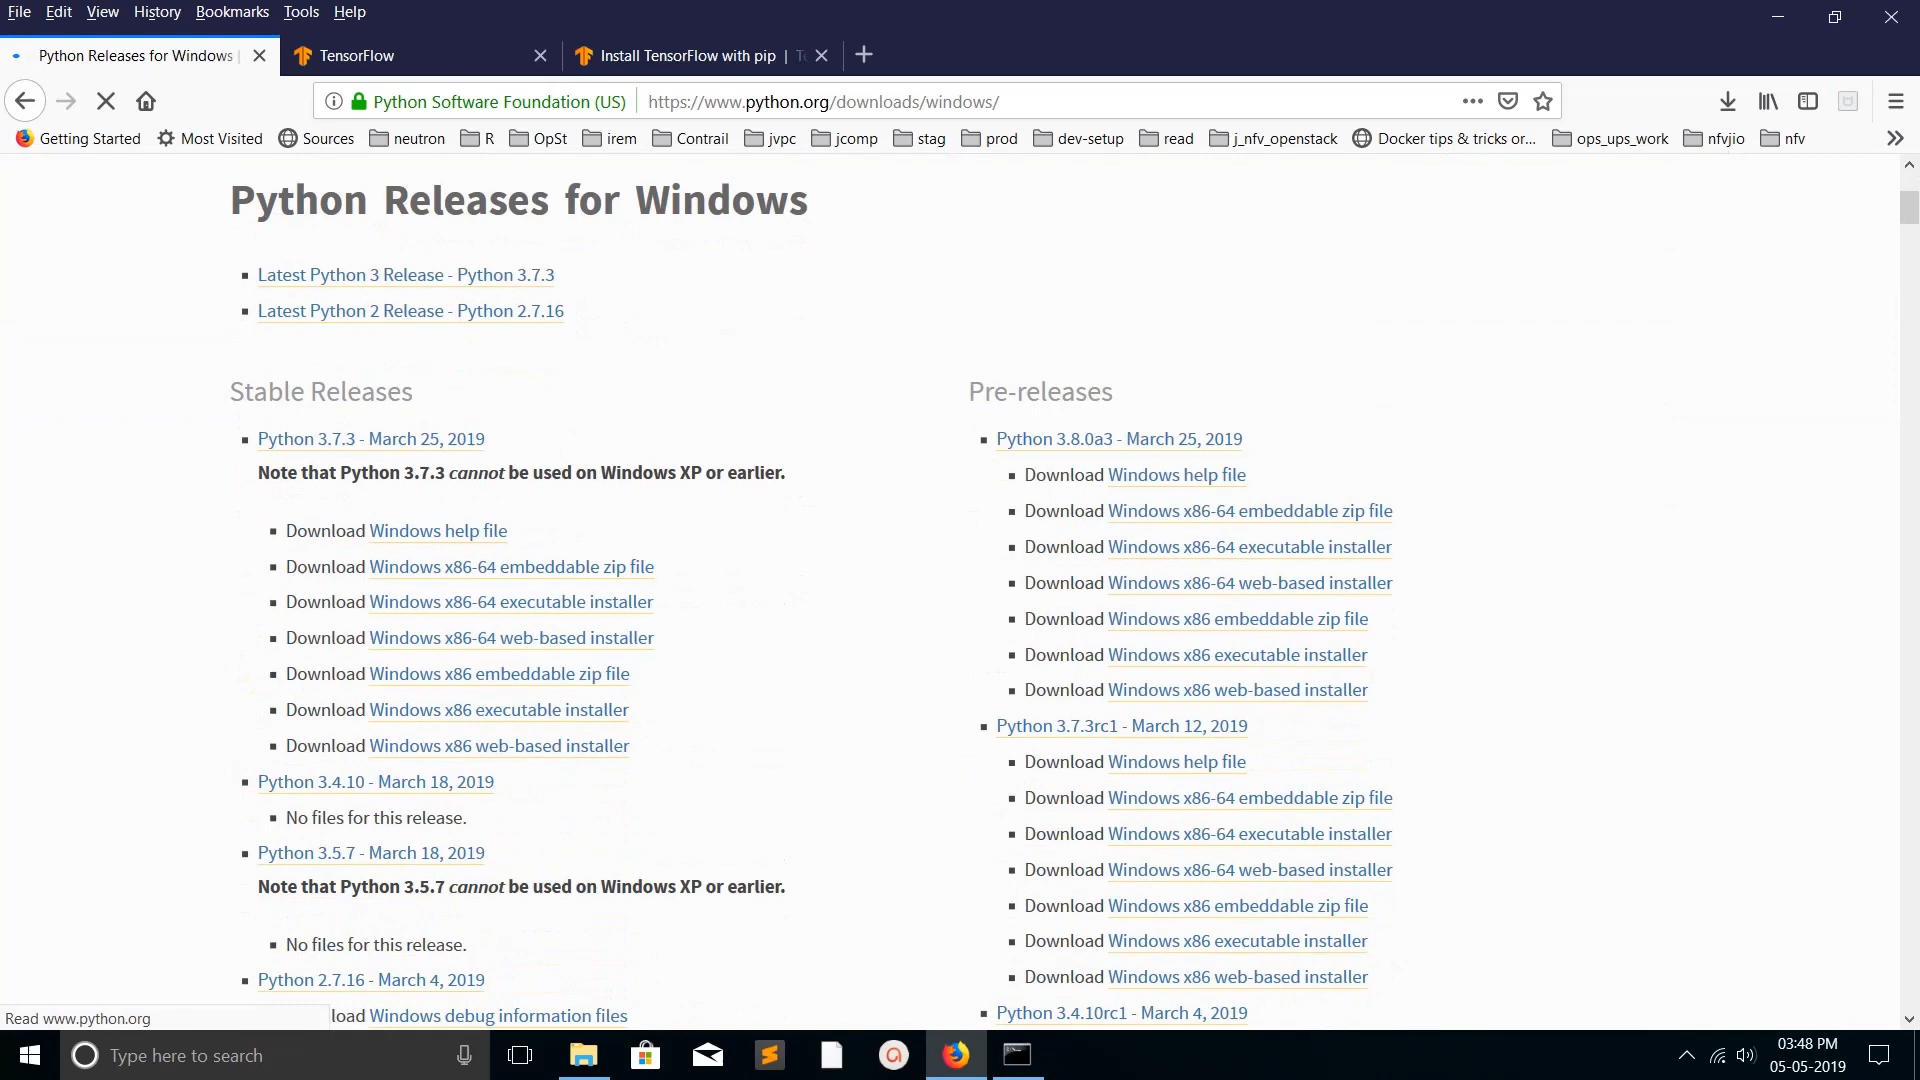 File Edit View History Bookmarks Tools Help
Python Releases for Windows
TensorFlow
Install TensorFlow with pip |
Python Software Foundation (US)
https://www.python.org/downloads/windows/
Getting Started Most Visited Sources neutron R OpSt irem Contrail jvpc jcomp stag prod dev-setup read j_nfv_openstack Docker tips & tricks or... ops_ups_work nfvjio nfv
Python Releases for Windows
Latest Python 3 Release - Python 3.7.3
Latest Python 2 Release - Python 2.7.16
Stable Releases
Python 3.7.3 - March 25, 2019
Note that Python 3.7.3 cannot be used on Windows XP or earlier.
Download Windows help file
Download Windows x86-64 embeddable zip file
Download Windows x86-64 executable installer
Download Windows x86-64 web-based installer
Download Windows x86 embeddable zip file
Download Windows x86 executable installer
Download Windows x86 web-based installer
Python 3.4.10 - March 18, 2019
No files for this release.
Python 3.5.7 - March 18, 2019
Note that Python 3.5.7 cannot be used on Windows XP or earlier.
No files for this release.
Python 2.7.16 - March 4, 2019
load Windows debug information files
Pre-releases
Python 3.8.0a3 - March 25, 2019
Download Windows help file
Download Windows x86-64 embeddable zip file
Download Windows x86-64 executable installer
Download Windows x86-64 web-based installer
Download Windows x86 embeddable zip file
Download Windows x86 executable installer
Download Windows x86 web-based installer
Python 3.7.3rc1 - March 12, 2019
Download Windows help file
Download Windows x86-64 embeddable zip file
Download Windows x86-64 executable installer
Download Windows x86-64 web-based installer
Download Windows x86 embeddable zip file
Download Windows x86 executable installer
Download Windows x86 web-based installer
Python 3.4.10rc1 - March 4, 2019
Read www.python.org
Type here to search
03:48 PM
05-05-2019